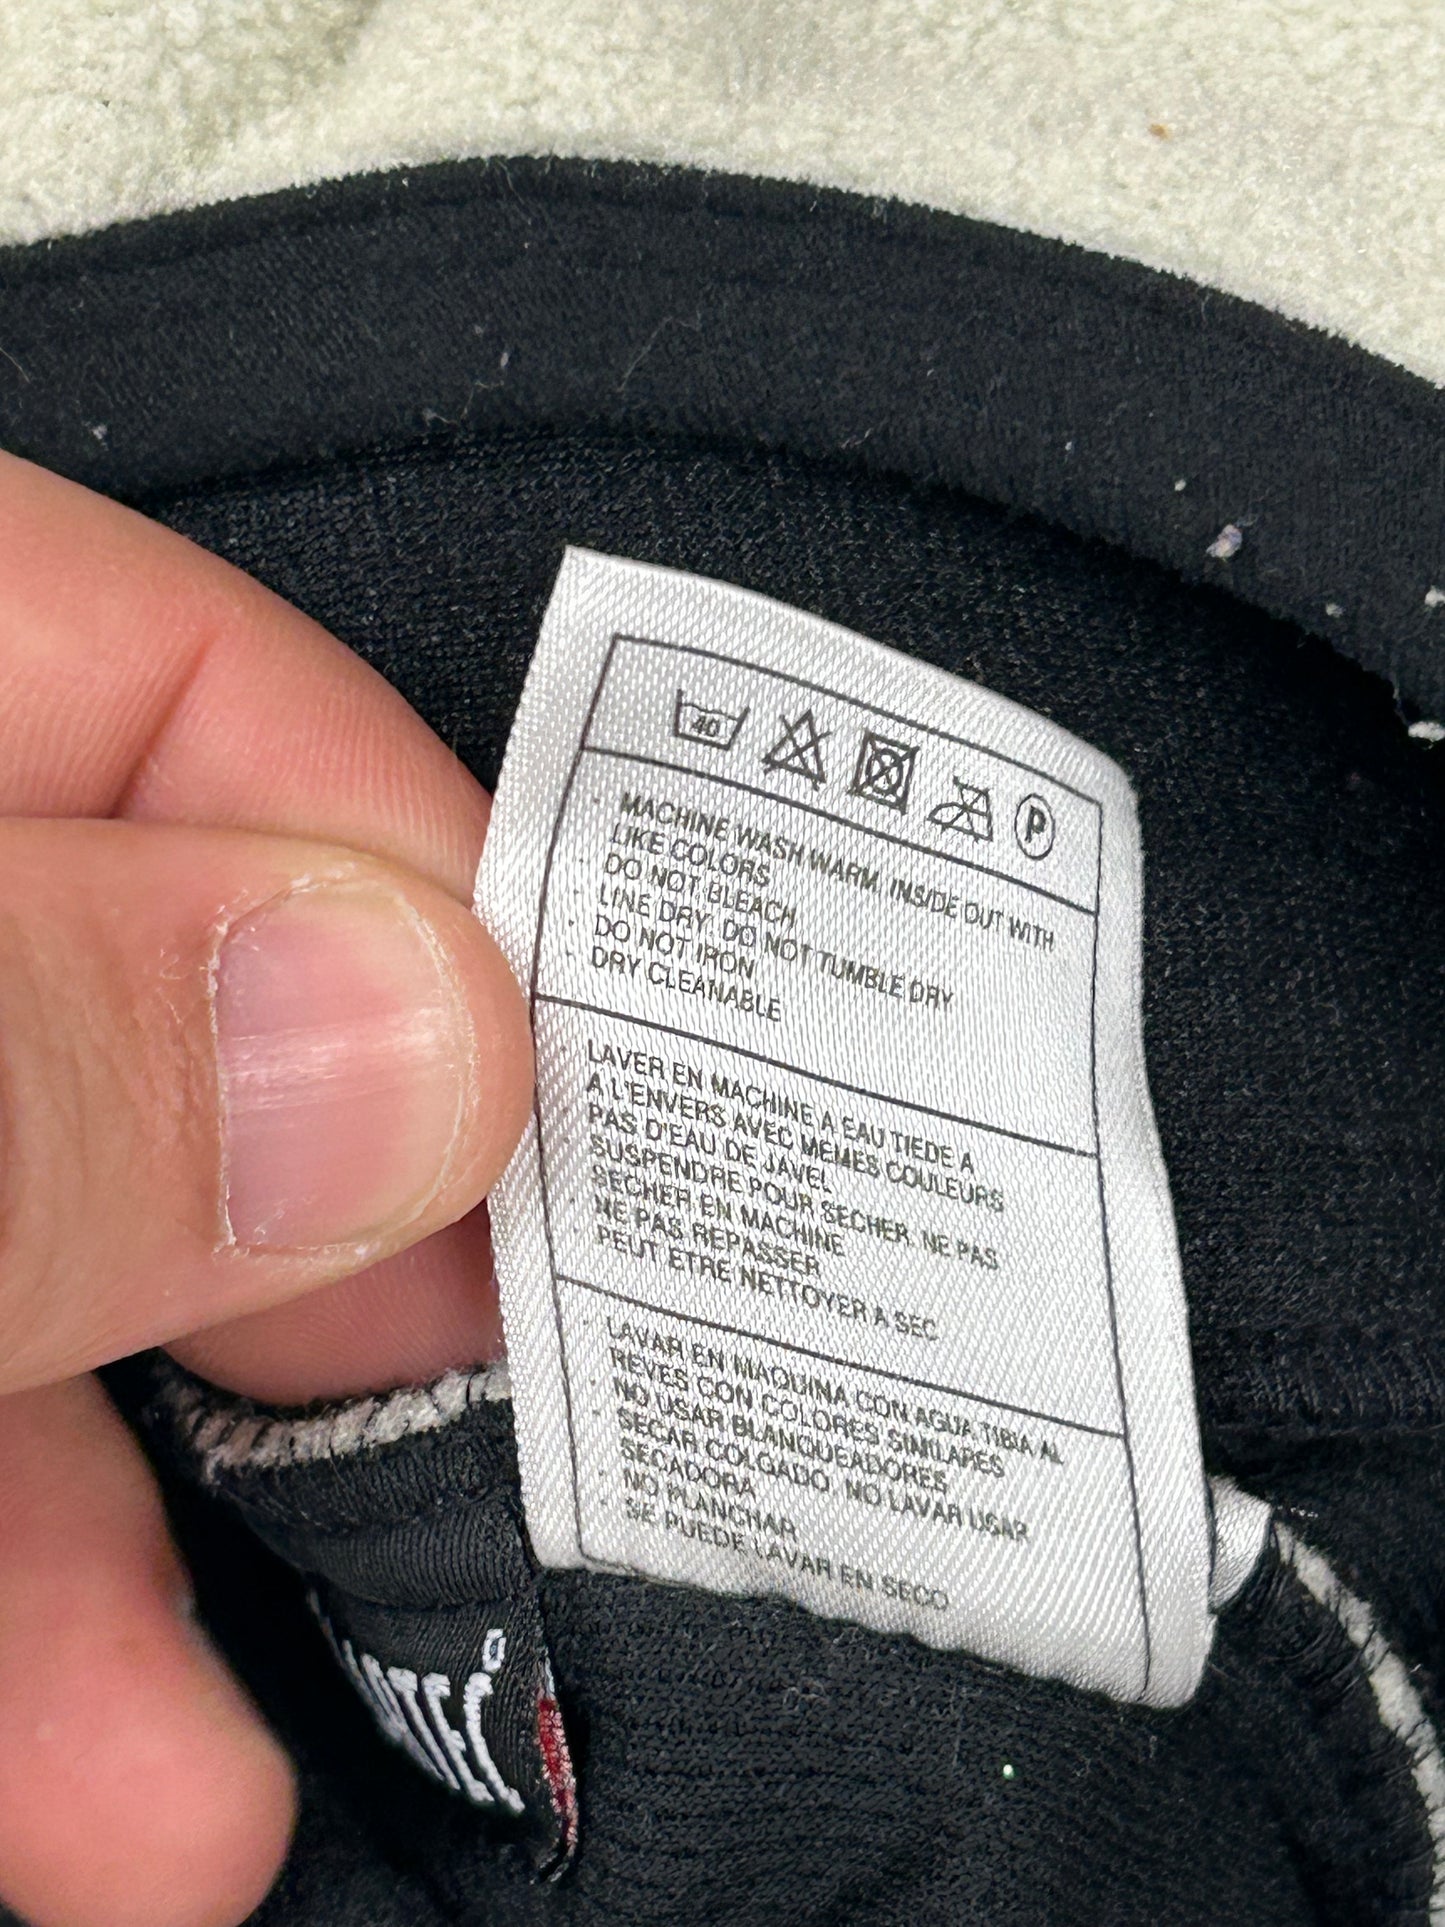 40 P
MACHINE WASH WARM, INSIDE OUT WITH
LIKE COLORS
DO NOT BLEACH
LINE DRY. DO NOT TUMBLE DRY
DO NOT IRON
DRY CLEANABLE
LAVER EN MACHINE A EAU TIEDE A
A L'ENVERS AVEC MEMES COULEURS
PAS D'EAU DE JAVEL
SUSPENDRE POUR SECHER. NE PAS
SECHER EN MACHINE
NE PAS REPASSER
PEUT ETRE NETTOYER A SEC
LAVAR EN MAQUINA CON AGUA TIBIA AL
REVES CON COLORES SIMILARES
NO USAR BLANQUEADORES
SECAR COLGADO. NO LAVAR USAR
SECADORA
NO PLANCHAR
SE PUEDE LAVAR EN SECO